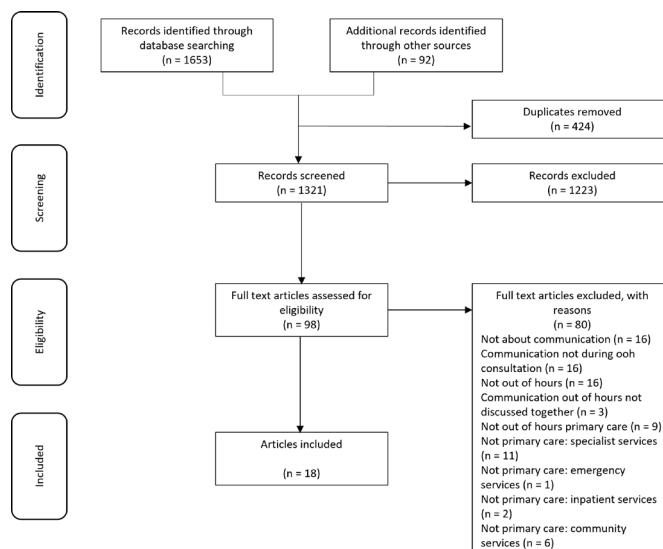 Identification
Records identified through
database searching
(n = 1653)
Additional records identified
through other sources
(n = 92)
Duplicates removed
(n = 424)
Screening
Records screened
(n = 1321)
Records excluded
(n = 1223)
Eligibility
Full text articles assessed for
eligibility
(n = 98)
Full text articles excluded, with
reasons
(n = 80)
Not about communication (n = 16)
Communication not during ooh
consultation (n = 16)
Not out of hours (n = 16)
Communication out of hours not
discussed together (n = 3)
Not out of hours primary care (n = 9)
Not primary care: specialist services
(n = 11)
Not primary care: emergency
services (n = 1)
Not primary care: inpatient services
(n = 2)
Not primary care: community
services (n = 6)
Included
Articles included
(n = 18)